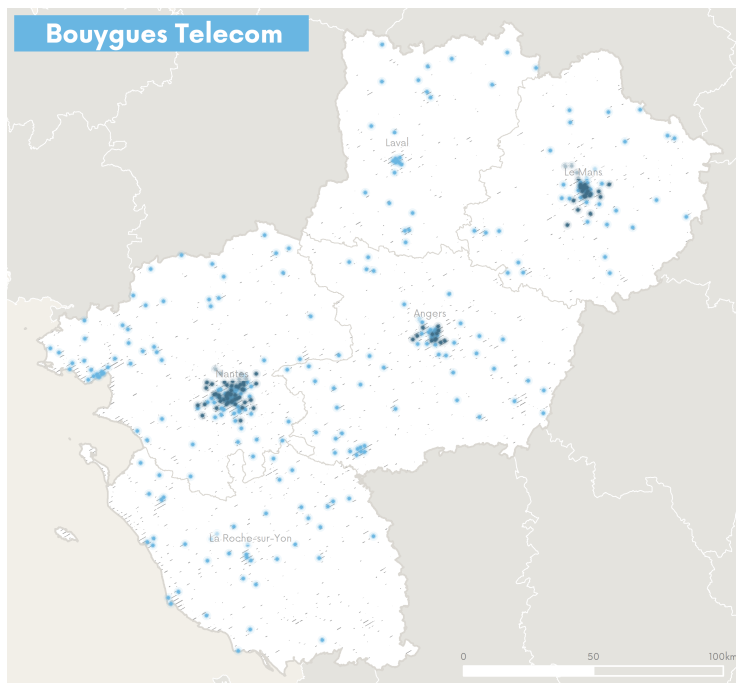 Bouygues Telecom
Laval
Le Mans
Angers
Nantes
La Roche-sur-Yon
0 50 100km